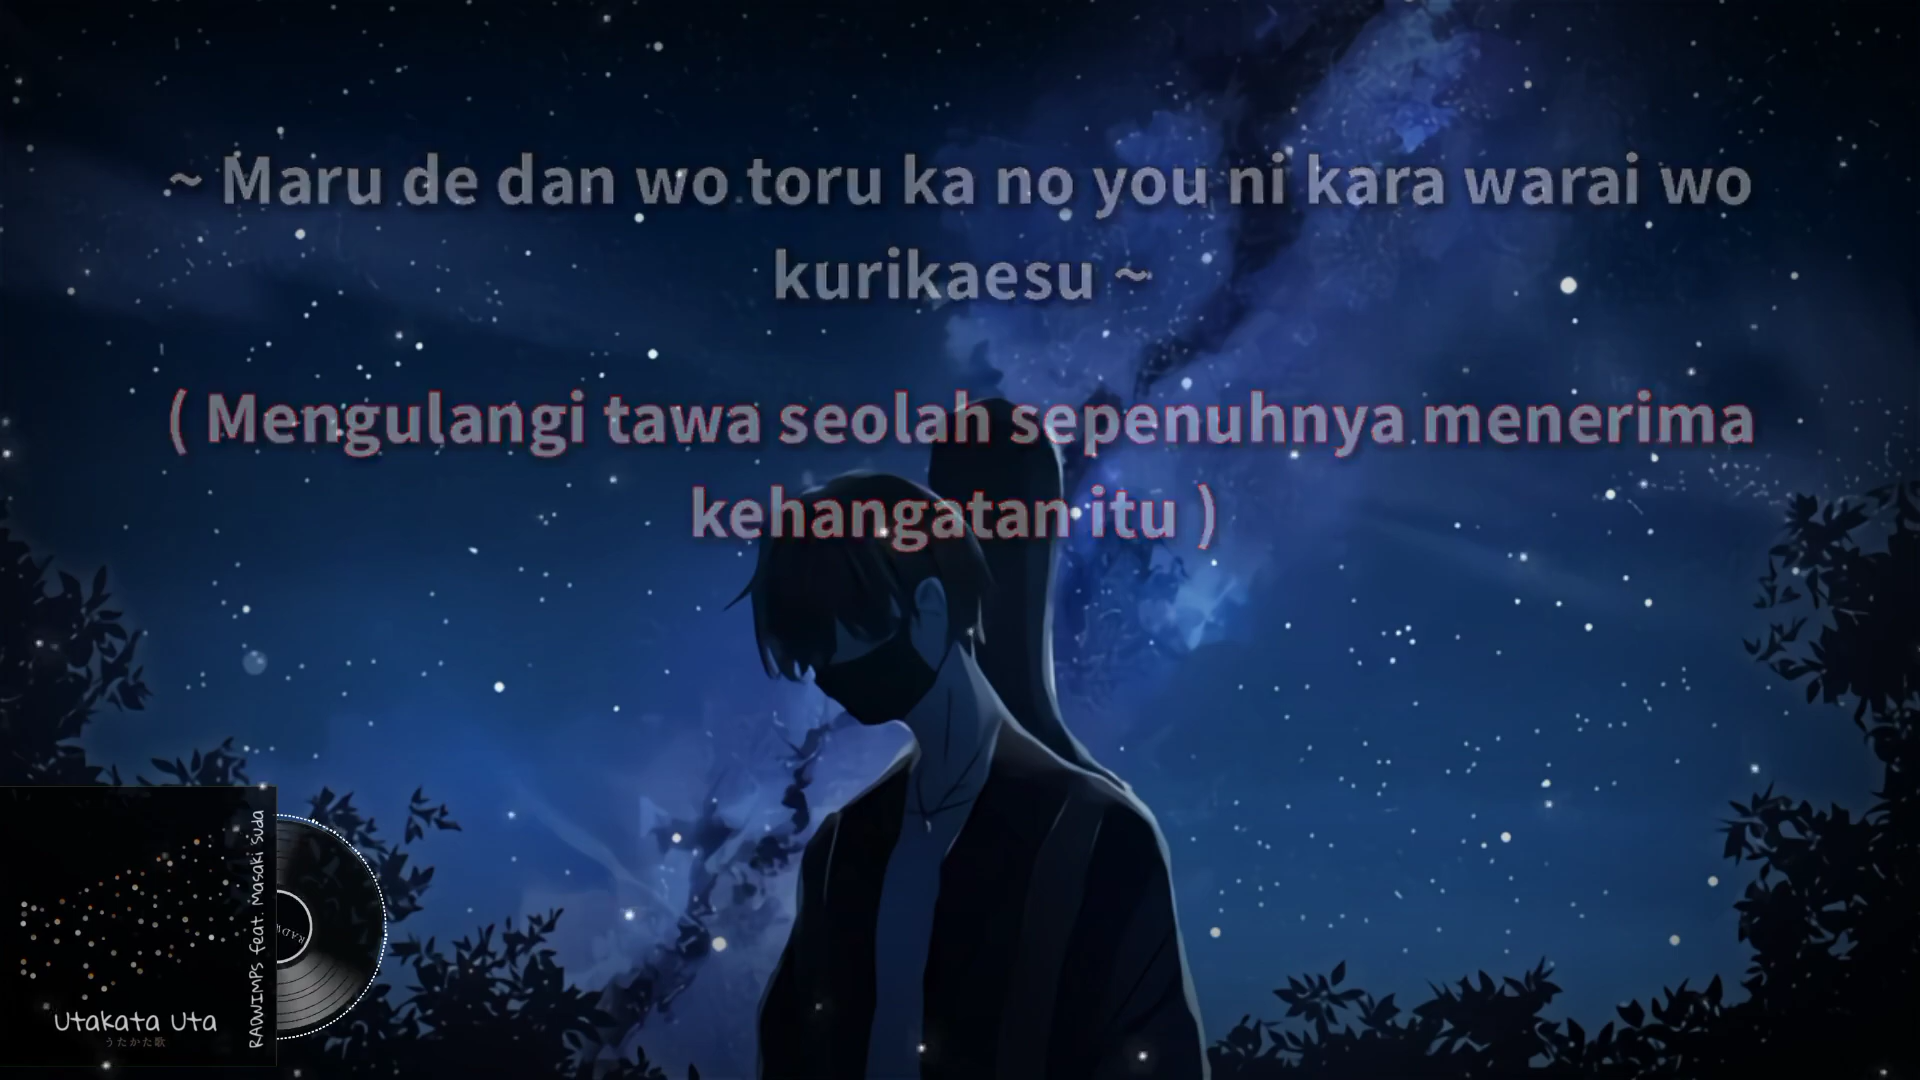 ~ Maru de dan wo toru ka no you ni kara warai wo
kurikaesu ~
( Mengulangi tawa seolah sepenuhnya menerima
kehangatan itu )
RADWIMPS feat. Masaki Suda
Utakata Uta
うたかた歌